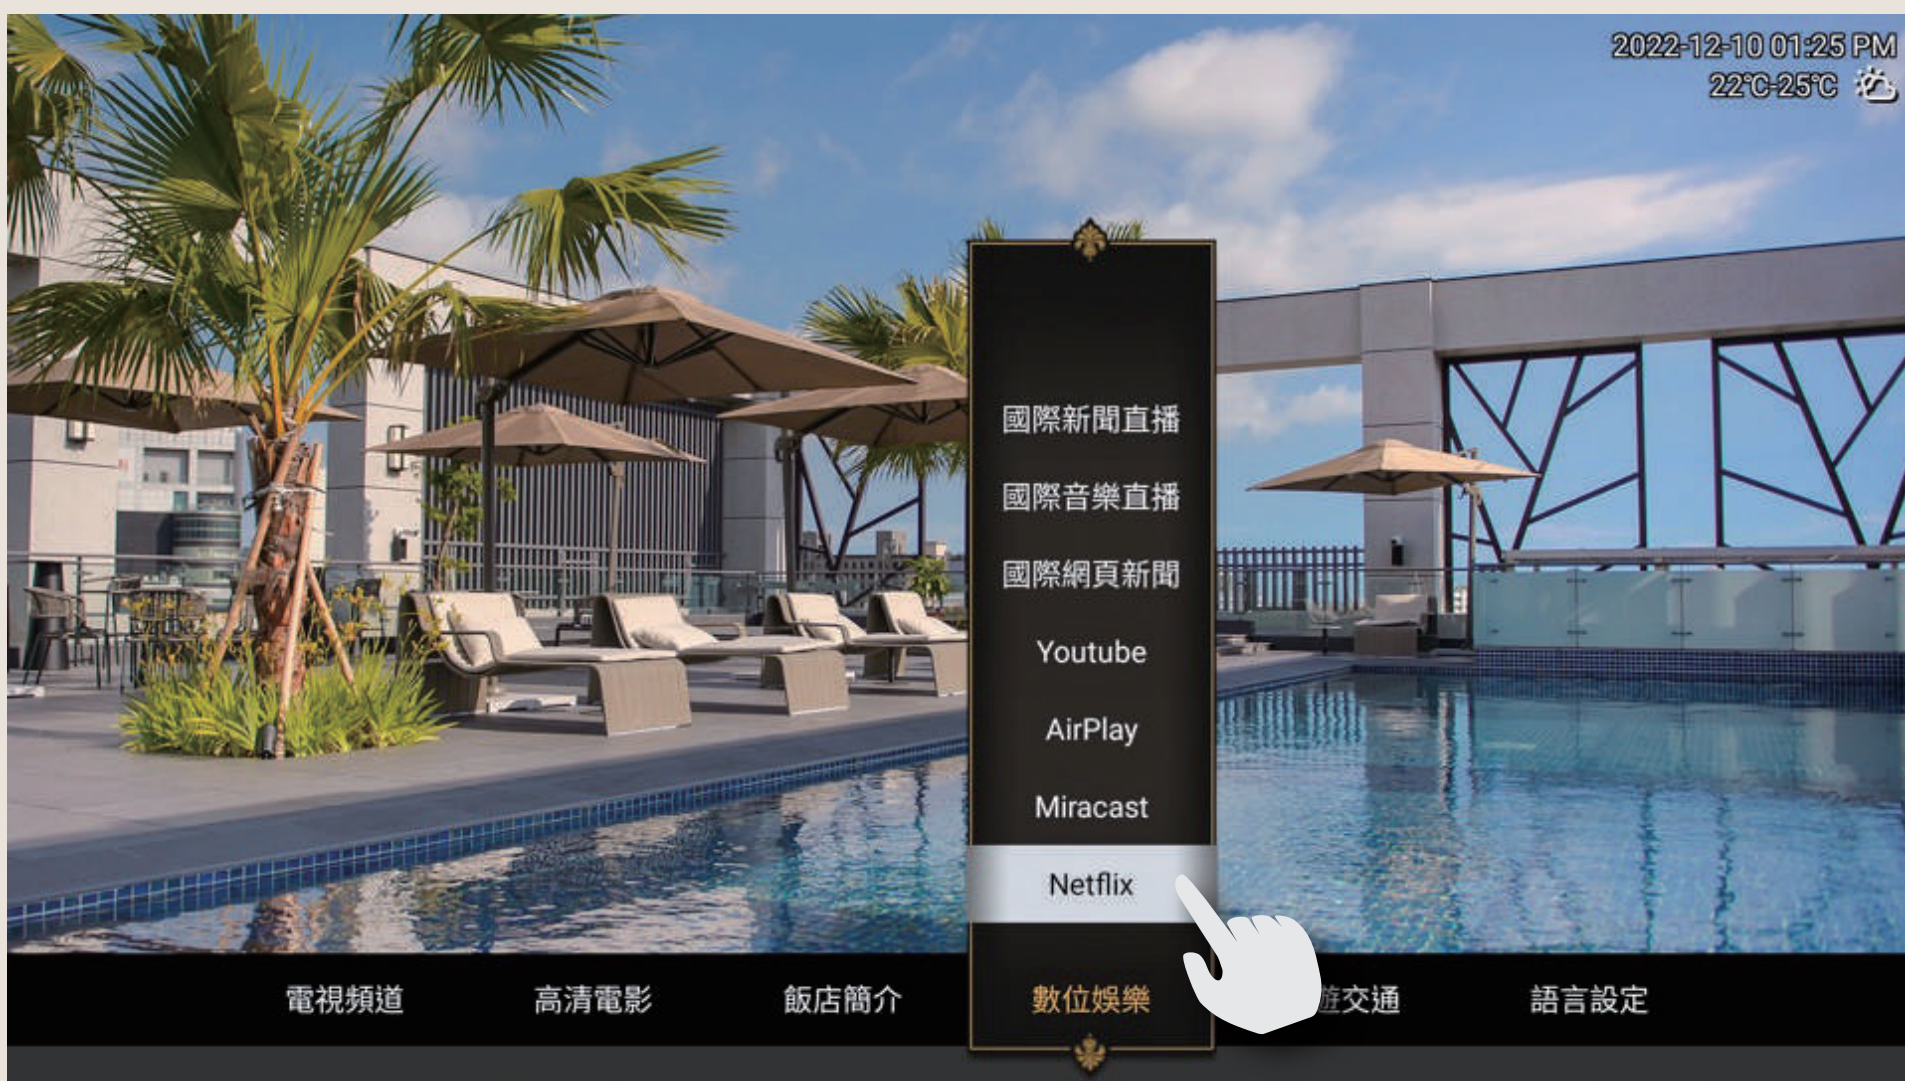 2022-12-10 01:25 PM
22°C-25°C
國際新聞直播
國際音樂直播
國際網頁新聞
Youtube
AirPlay
Miracast
Netflix
電視頻道
高清電影
飯店簡介
數位娛樂
遊交通
語言設定